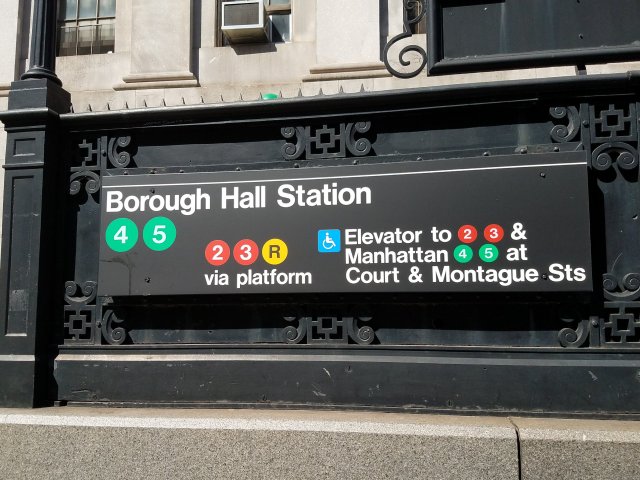 Borough Hall Station
4 5
2 3 R
via platform
Elevator to 2 3 &
Manhattan 4 5 at
Court & Montague Sts